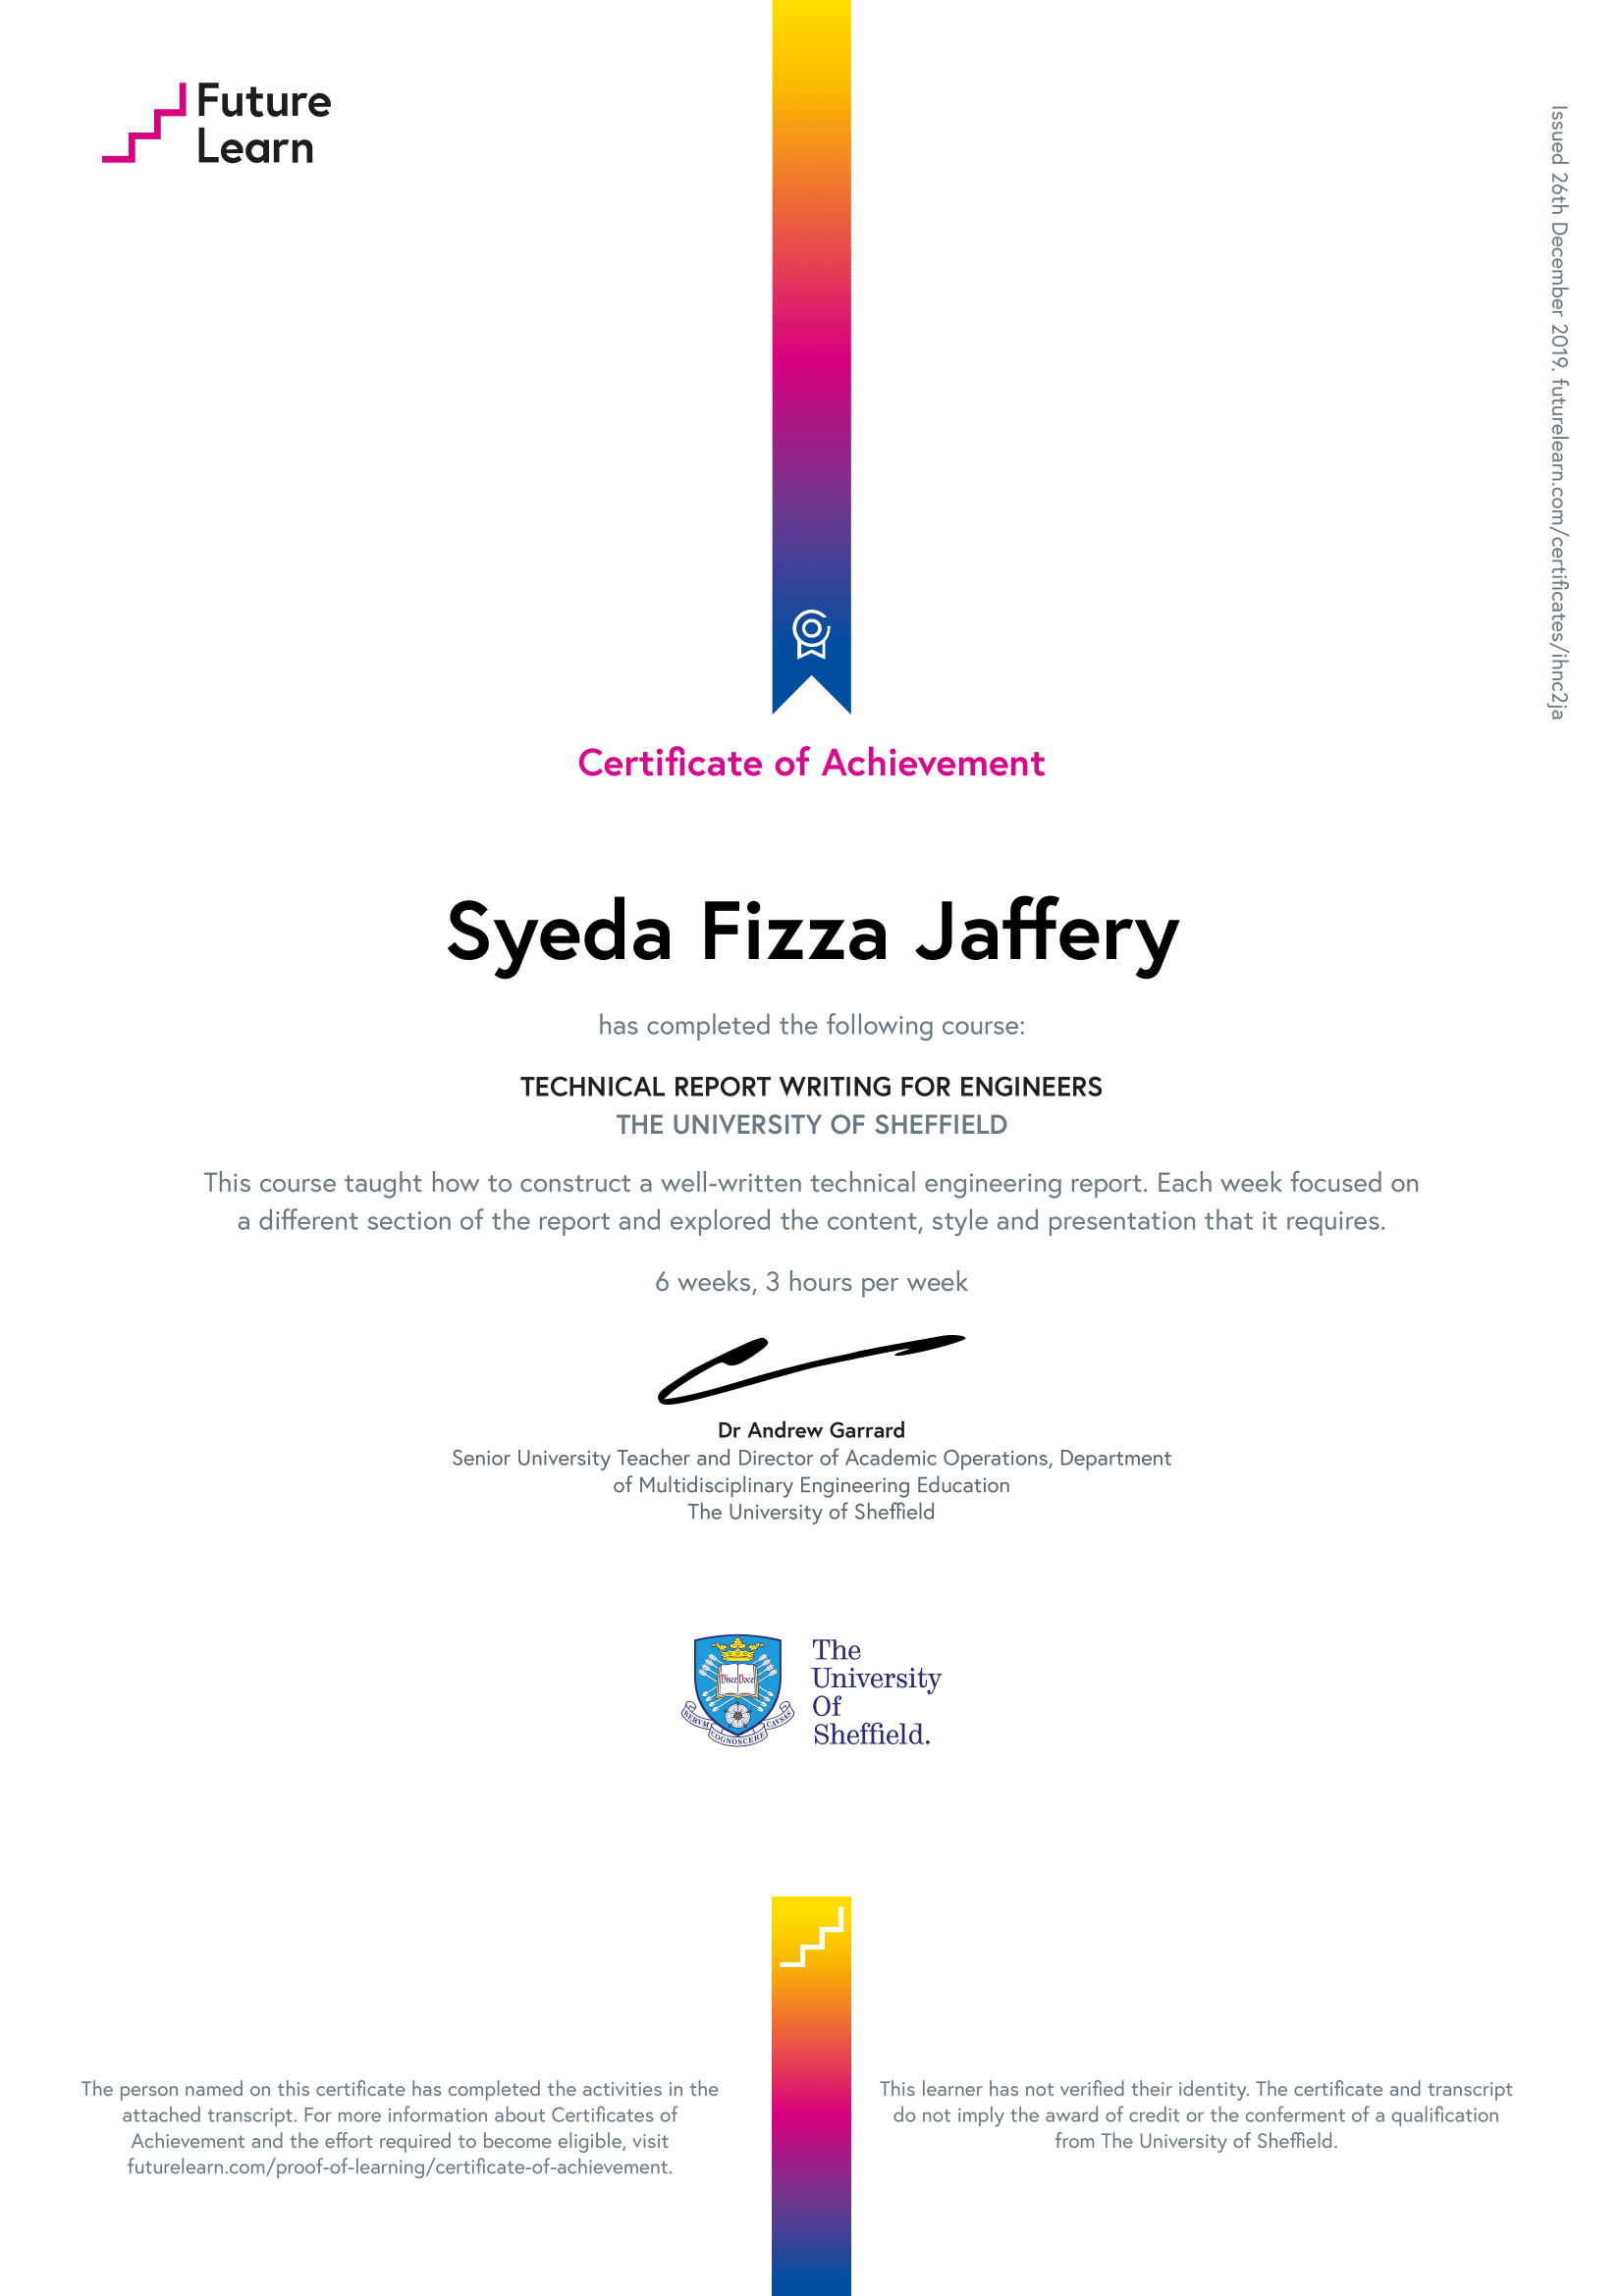 Future
Learn
Issued 26th December 2019. futurelearn.com/certificates/ihnc2ja
Certificate of Achievement
Syeda Fizza Jaffery
has completed the following course:
TECHNICAL REPORT WRITING FOR ENGINEERS
THE UNIVERSITY OF SHEFFIELD
This course taught how to construct a well-written technical engineering report. Each week focused on
a different section of the report and explored the content, style and presentation that it requires.
6 weeks, 3 hours per week
Dr Andrew Garrard
Senior University Teacher and Director of Academic Operations, Department
of Multidisciplinary Engineering Education
The University of Sheffield
Disce Doce
RERVM COGNOSCERE CAVSAS
The
University
Of
Sheffield.
The person named on this certificate has completed the activities in the
attached transcript. For more information about Certificates of
Achievement and the effort required to become eligible, visit
futurelearn.com/proof-of-learning/certificate-of-achievement.
This learner has not verified their identity. The certificate and transcript
do not imply the award of credit or the conferment of a qualification
from The University of Sheffield.